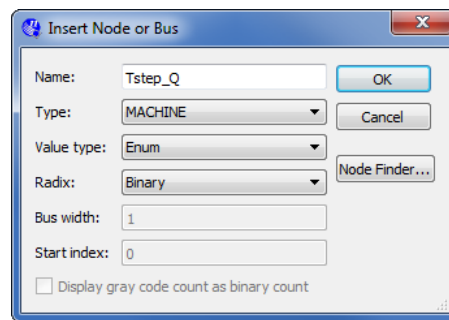 Insert Node or Bus
x
Name: Tstep_Q OK
Type: MACHINE Cancel
Value type: Enum
Node Finder...
Radix: Binary
Bus width: 1
Start index: 0
Display gray code count as binary count